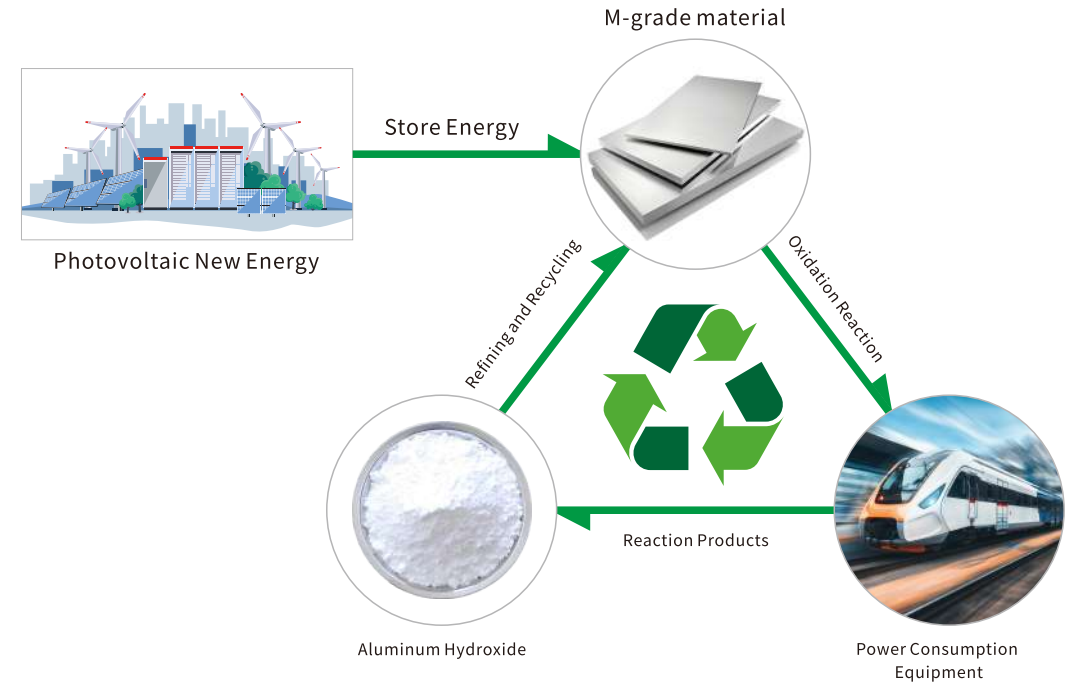 M-grade material
Store Energy
Photovoltaic New Energy
Refining and Recycling
Oxidation Reaction
Reaction Products
Aluminum Hydroxide
Power Consumption
Equipment